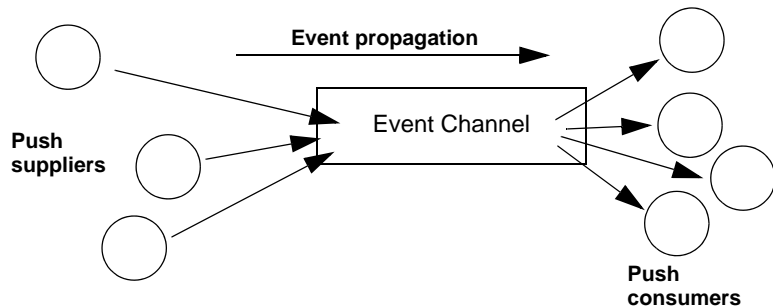 Event propagation
Event Channel
Push
suppliers
Push
consumers